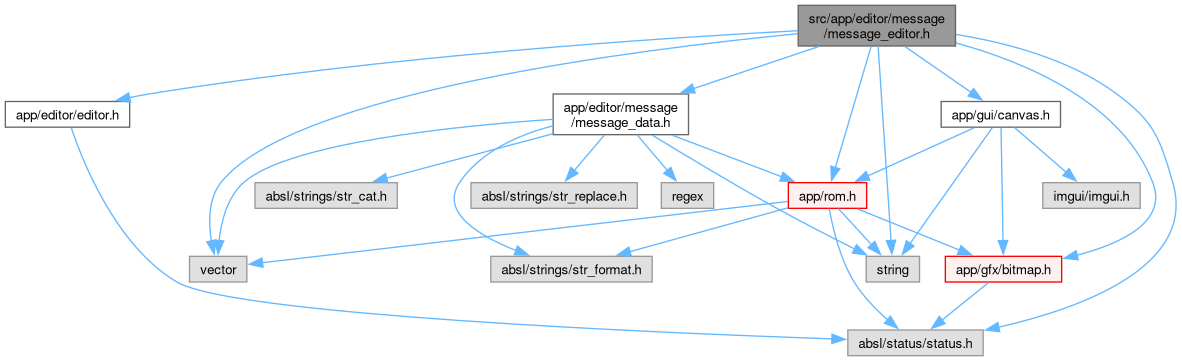 src/app/editor/message
/message_editor.h
app/editor/editor.h
app/editor/message
/message_data.h
app/gui/canvas.h
absl/strings/str_cat.h
absl/strings/str_replace.h
regex
app/rom.h
imgui/imgui.h
vector
absl/strings/str_format.h
string
app/gfx/bitmap.h
absl/status/status.h